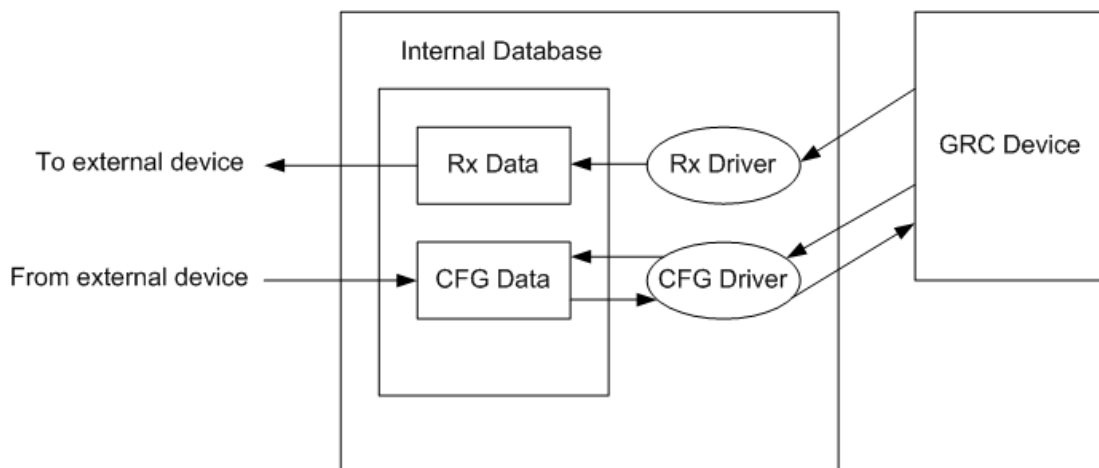 Internal Database
To external device
Rx Data
Rx Driver
GRC Device
From external device
CFG Data
CFG Driver